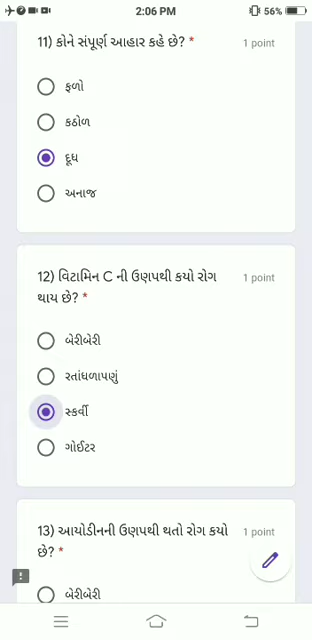 2:06 PM
56%
11) કોને સંપૂર્ણ આહાર કહે છે? *
1 point
ફળો
કઠોળ
દૂધ
અનાજ
12) વિટામિન C ની ઉણપથી કયો રોગ
1 point
થાય છે? *
બેરીબેરી
રતાંધળાપણું
સ્કર્વી
ગોઈટર
13) આયોડીનની ઉણપથી થતો રોગ કયો
1 point
છે? *
બેરીબેરી